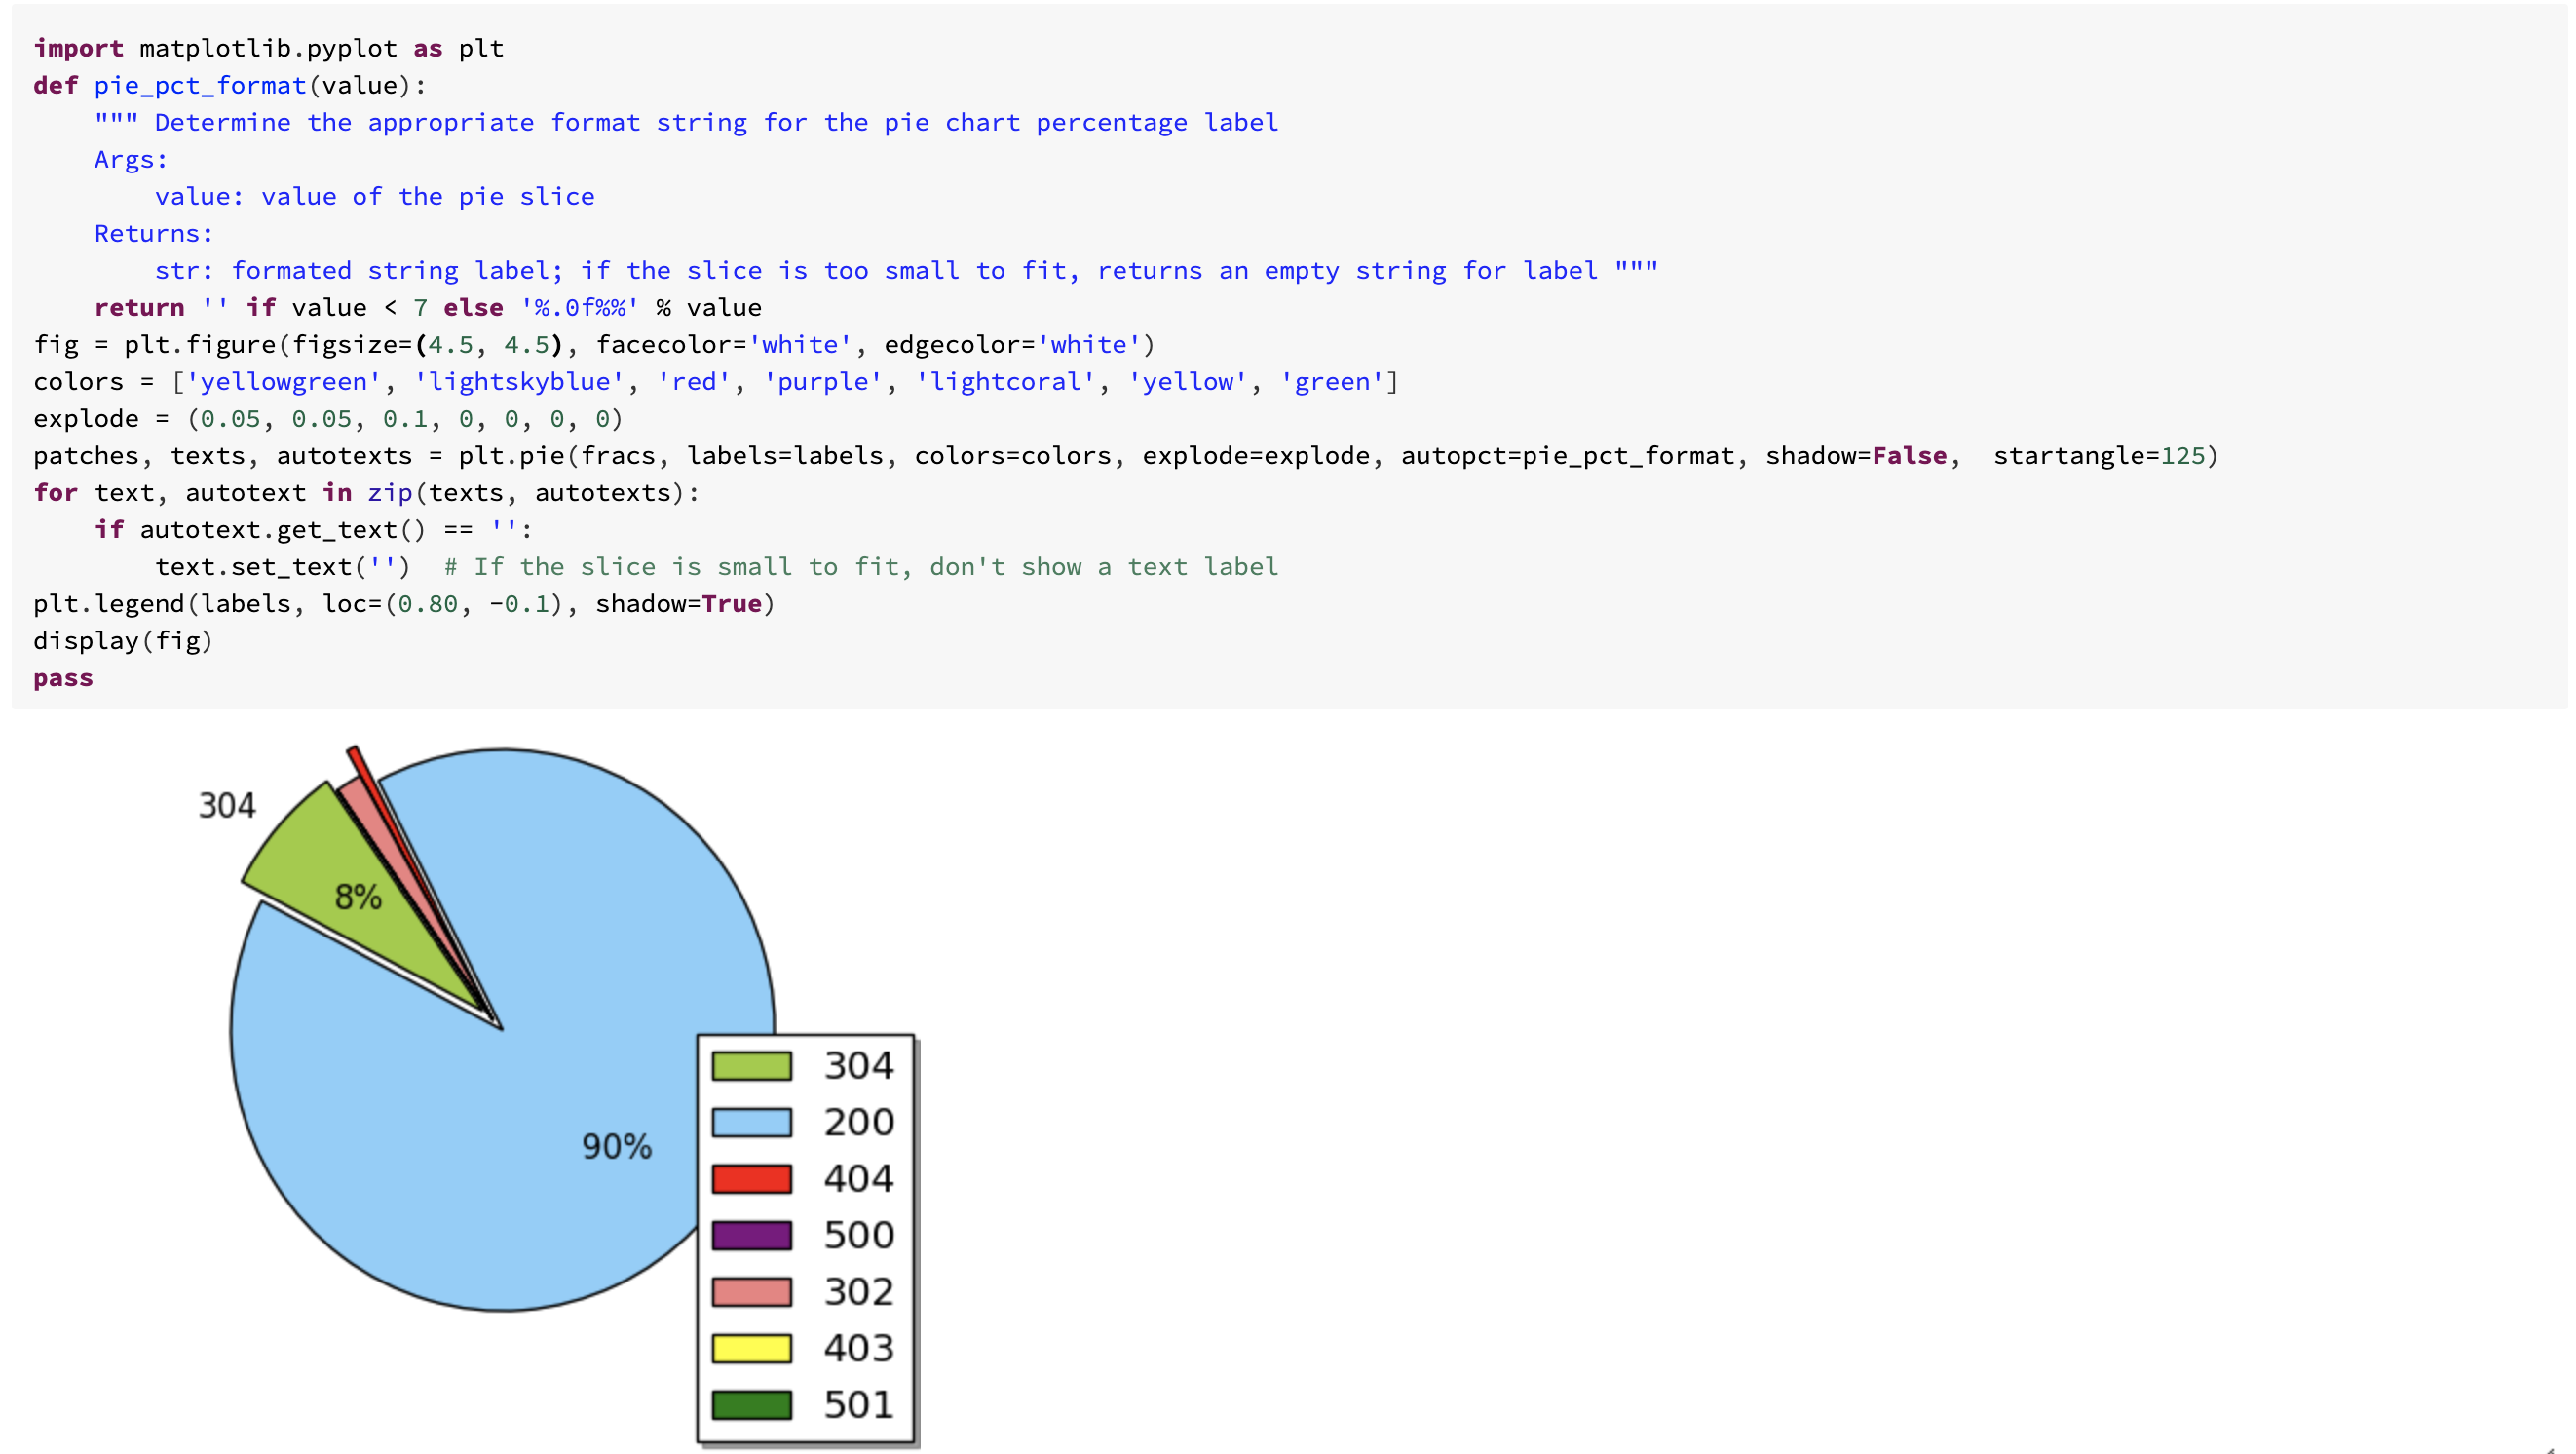 import matplotlib.pyplot as plt
def pie_pct_format(value):
    """ Determine the appropriate format string for the pie chart percentage label
    Args:
        value: value of the pie slice
    Returns:
        str: formated string label; if the slice is too small to fit, returns an empty string for label """
    return '' if value < 7 else '%.0f%%' % value
fig = plt.figure(figsize=(4.5, 4.5), facecolor='white', edgecolor='white')
colors = ['yellowgreen', 'lightskyblue', 'red', 'purple', 'lightcoral', 'yellow', 'green']
explode = (0.05, 0.05, 0.1, 0, 0, 0, 0)
patches, texts, autotexts = plt.pie(fracs, labels=labels, colors=colors, explode=explode, autopct=pie_pct_format, shadow=False,  startangle=125)
for text, autotext in zip(texts, autotexts):
    if autotext.get_text() == '':
        text.set_text('')  # If the slice is small to fit, don't show a text label
plt.legend(labels, loc=(0.80, -0.1), shadow=True)
display(fig)
pass
304
8%
90%
304
200
404
500
302
403
501